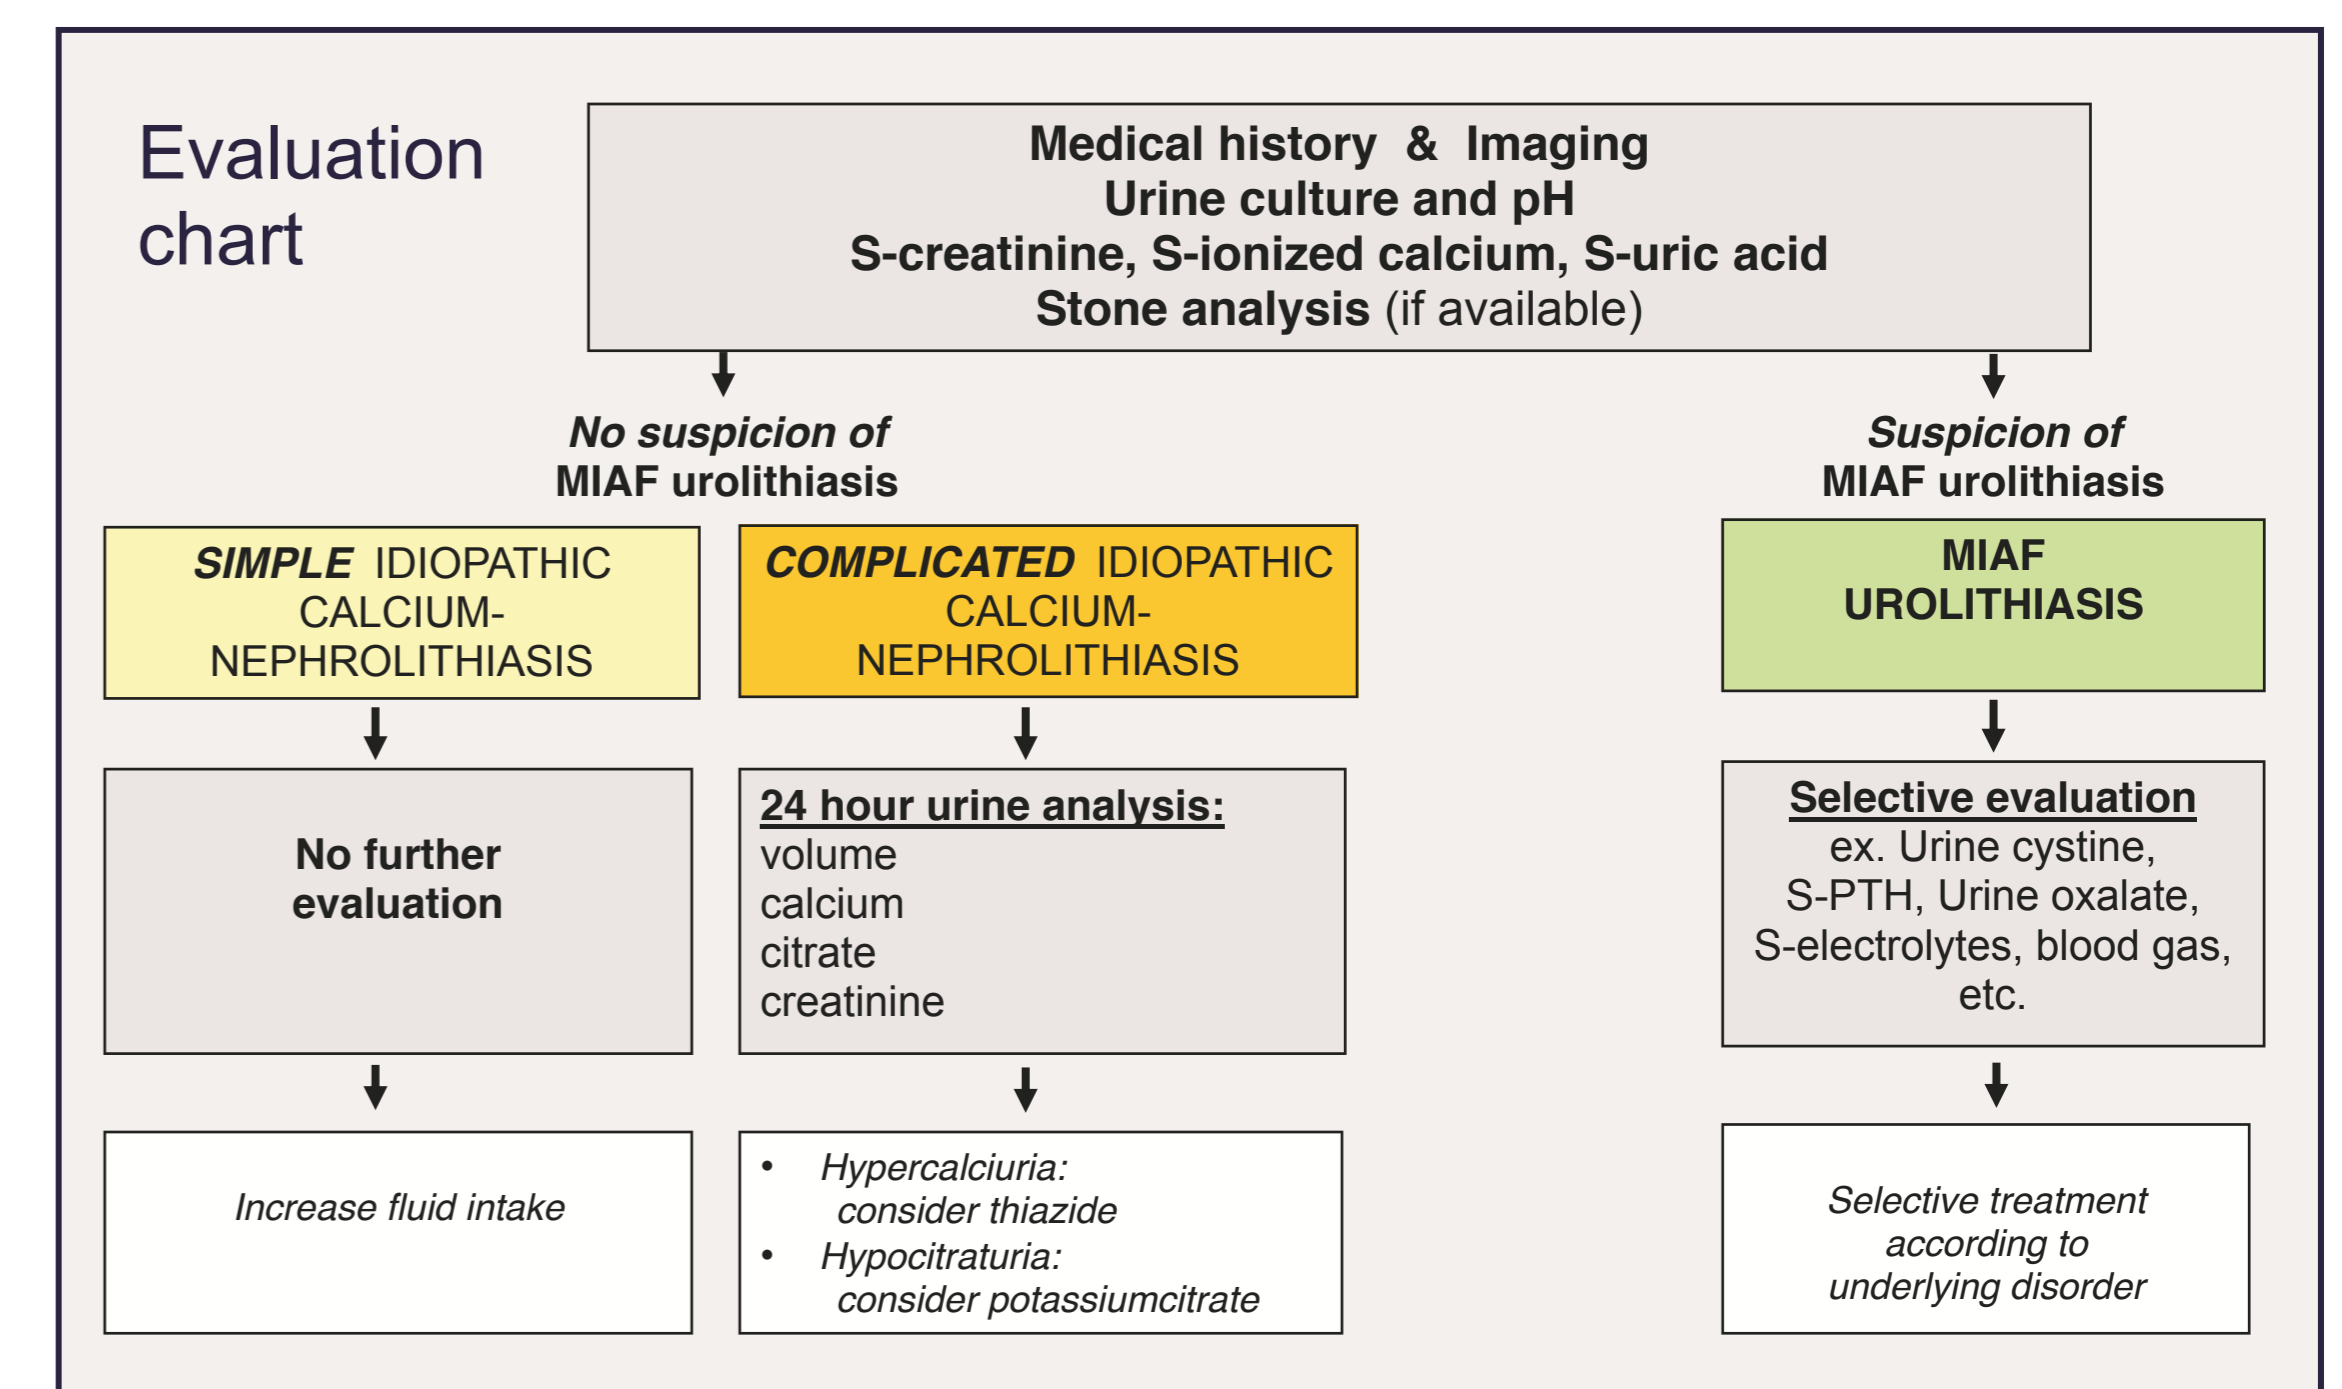 Evaluation
chart
Medical history & Imaging
Urine culture and pH
S-creatinine, S-ionized calcium, S-uric acid
Stone analysis (if available)
No suspicion of
MIAF urolithiasis
Suspicion of
MIAF urolithiasis
SIMPLE IDIOPATHIC
CALCIUM-
NEPHROLITHIASIS
COMPLICATED IDIOPATHIC
CALCIUM-
NEPHROLITHIASIS
MIAF
UROLITHIASIS
No further
evaluation
24 hour urine analysis:
volume
calcium
citrate
creatinine
Selective evaluation
ex. Urine cystine,
S-PTH, Urine oxalate,
S-electrolytes, blood gas,
etc.
Increase fluid intake
• Hypercalciuria:
consider thiazide
• Hypocitraturia:
consider potassiumcitrate
Selective treatment
according to
underlying disorder